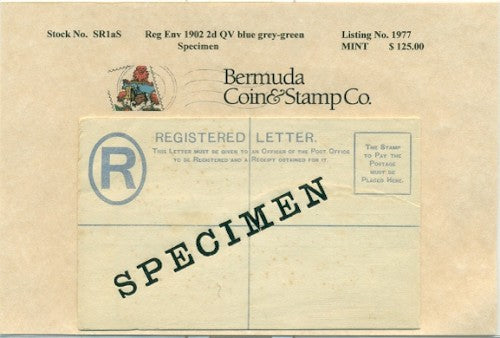 Stock No. SR1aS Reg Env 1902 2d QV blue grey-green Listing No. 1977
Specimen MINT $ 125.00
Bermuda
Coin&Stamp Co.
REGISTERED LETTER.
THIS LETTER MUST BE GIVEN TO AN OFFICER OF THE POST OFFICE
TO BE REGISTERED AND A RECEIPT OBTAINED FOR IT.
R
THE STAMP
TO PAY THE
POSTAGE
MUST BE
PLACED HERE.
SPECIMEN